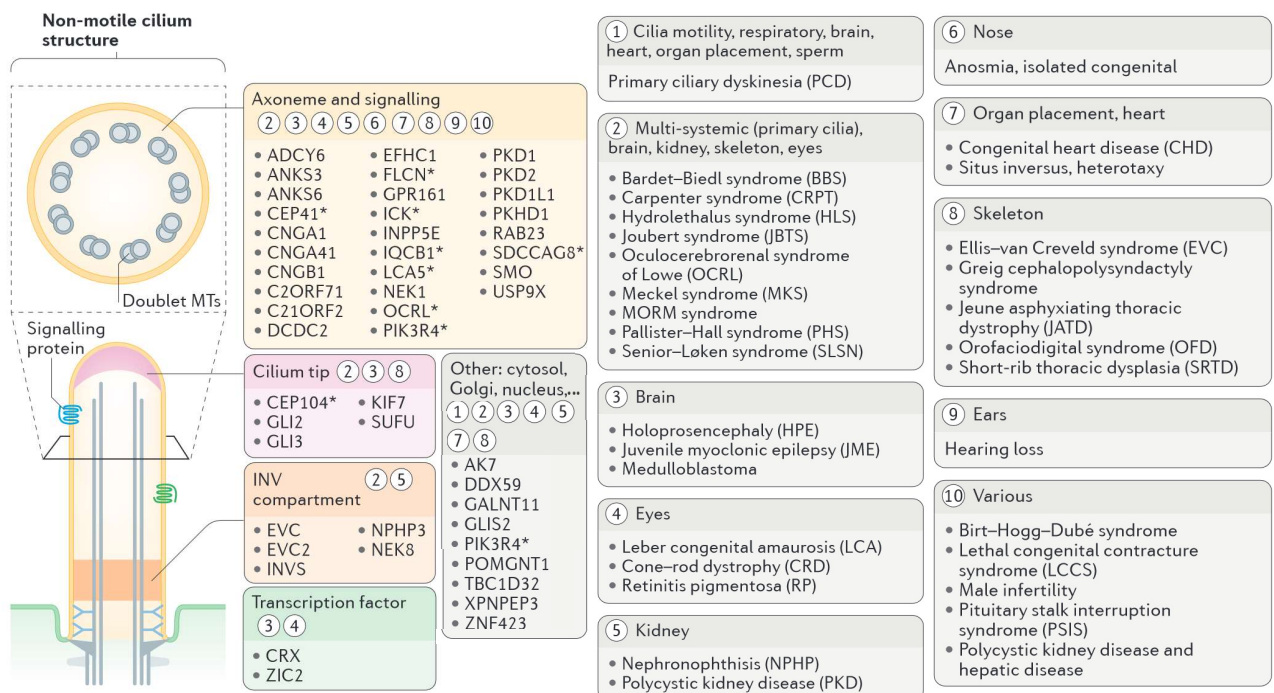 Non-motile cilium
structure
Doublet MTs
Signalling
protein
Axoneme and signalling
2 3 4 5 6 7 8 9 10
• ADCY6
• ANKS3
• ANKS6
• CEP41*
• CNGA1
• CNGA41
• CNGB1
• C2ORF71
• C21ORF2
• DCDC2
• EFHC1
• FLCN*
• GPR161
• ICK*
• INPP5E
• IQCB1*
• LCA5*
• NEK1
• OCRL*
• PIK3R4*
• PKD1
• PKD2
• PKD1L1
• PKHD1
• RAB23
• SDCCAG8*
• SMO
• USP9X
Cilium tip 2 3 8
• CEP104*
• GLI2
• GLI3
• KIF7
• SUFU
INV
compartment 2 5
• EVC
• EVC2
• INVS
• NPHP3
• NEK8
Transcription factor
3 4
• CRX
• ZIC2
Other: cytosol,
Golgi, nucleus,...
1 2 3 4 5
7 8
• AK7
• DDX59
• GALNT11
• GLIS2
• PIK3R4*
• POMGNT1
• TBC1D32
• XPNPEP3
• ZNF423
1 Cilia motility, respiratory, brain,
heart, organ placement, sperm
Primary ciliary dyskinesia (PCD)
2 Multi-systemic (primary cilia),
brain, kidney, skeleton, eyes
• Bardet–Biedl syndrome (BBS)
• Carpenter syndrome (CRPT)
• Hydrolethalus syndrome (HLS)
• Joubert syndrome (JBTS)
• Oculocerebrorenal syndrome
of Lowe (OCRL)
• Meckel syndrome (MKS)
• MORM syndrome
• Pallister–Hall syndrome (PHS)
• Senior–Løken syndrome (SLSN)
3 Brain
• Holoprosencephaly (HPE)
• Juvenile myoclonic epilepsy (JME)
• Medulloblastoma
4 Eyes
• Leber congenital amaurosis (LCA)
• Cone–rod dystrophy (CRD)
• Retinitis pigmentosa (RP)
5 Kidney
• Nephronophthisis (NPHP)
• Polycystic kidney disease (PKD)
6 Nose
Anosmia, isolated congenital
7 Organ placement, heart
• Congenital heart disease (CHD)
• Situs inversus, heterotaxy
8 Skeleton
• Ellis–van Creveld syndrome (EVC)
• Greig cephalopolysyndactyly
syndrome
• Jeune asphyxiating thoracic
dystrophy (JATD)
• Orofaciodigital syndrome (OFD)
• Short-rib thoracic dysplasia (SRTD)
9 Ears
Hearing loss
10 Various
• Birt–Hogg–Dubé syndrome
• Lethal congenital contracture
syndrome (LCCS)
• Male infertility
• Pituitary stalk interruption
syndrome (PSIS)
• Polycystic kidney disease and
hepatic disease